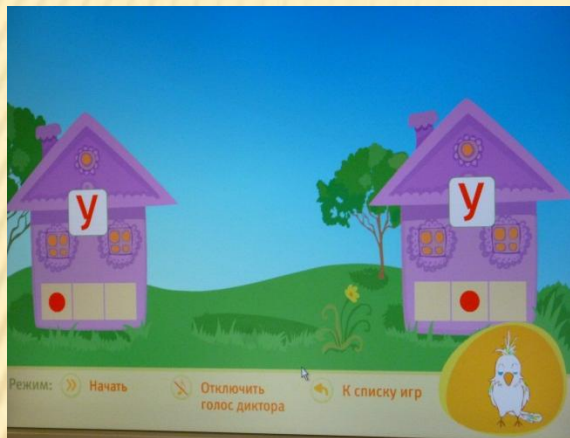 У
У
Режим:
Начать
Отключить
голос диктора
К списку игр